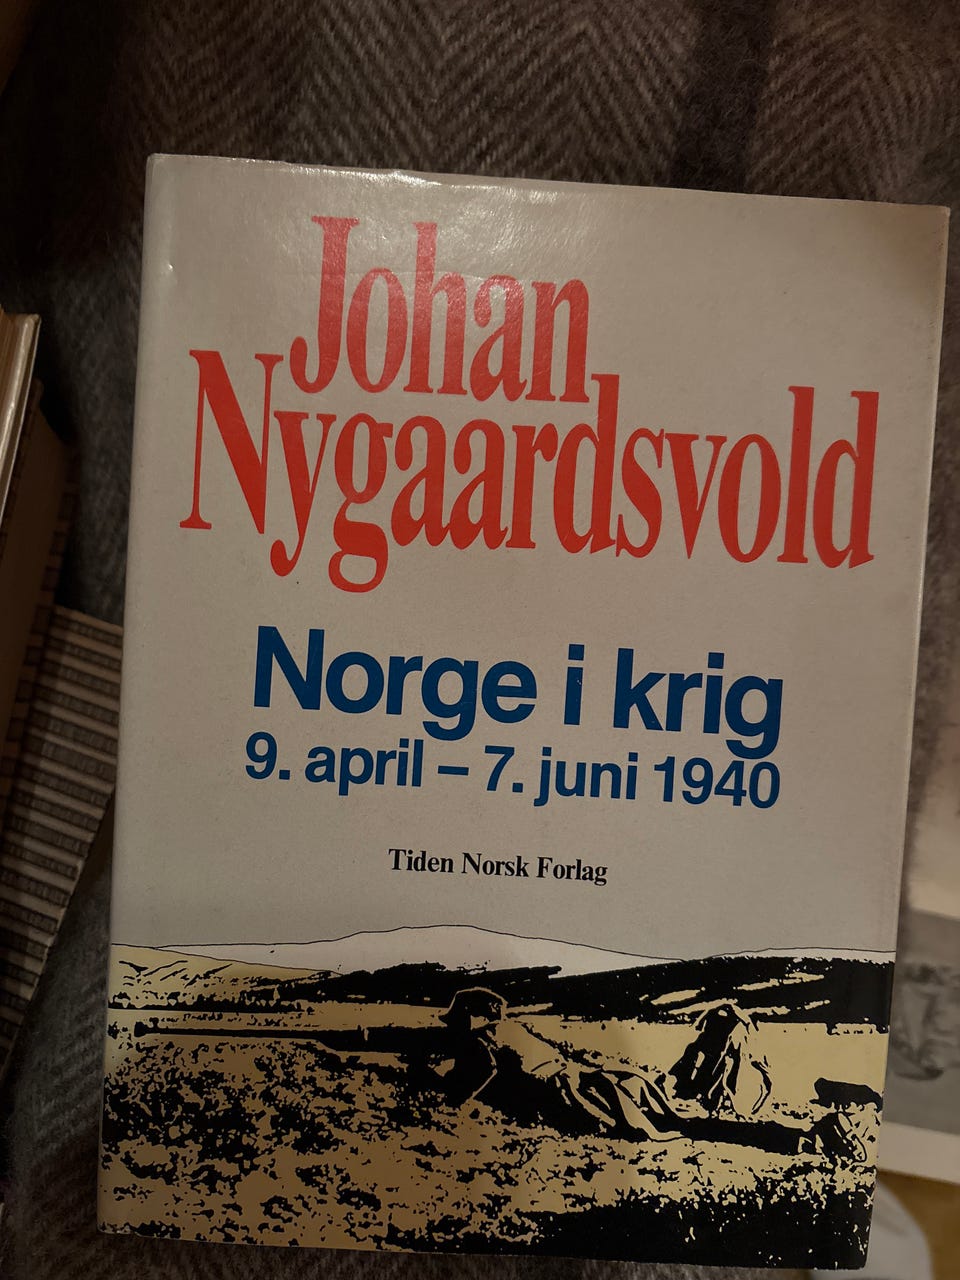 Johan
Nygaardsvold
Norge i krig
9. april – 7. juni 1940
Tiden Norsk Forlag